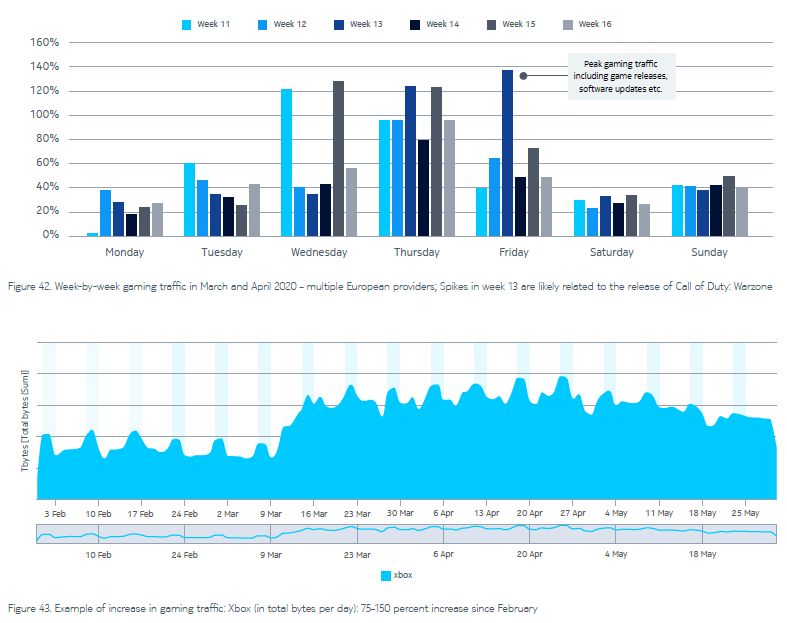 Week 11 Week 12 Week 13 Week 14 Week 15 Week 16
160%
140%
120%
100%
80%
60%
40%
20%
0%
Peak gaming traffic
including game releases,
software updates etc.
Monday Tuesday Wednesday Thursday Friday Saturday Sunday
Figure 42. Week-by-week gaming traffic in March and April 2020 – multiple European providers; Spikes in week 13 are likely related to the release of Call of Duty: Warzone
Tbytes [Total bytes (Sum)]
3 Feb 10 Feb 17 Feb 24 Feb 2 Mar 9 Mar 16 Mar 23 Mar 30 Mar 6 Apr 13 Apr 20 Apr 27 Apr 4 May 11 May 18 May 25 May
10 Feb 24 Feb 9 Mar 23 Mar 6 Apr 20 Apr 4 May 18 May
xbox
Figure 43. Example of increase in gaming traffic: Xbox (in total bytes per day): 75-150 percent increase since February